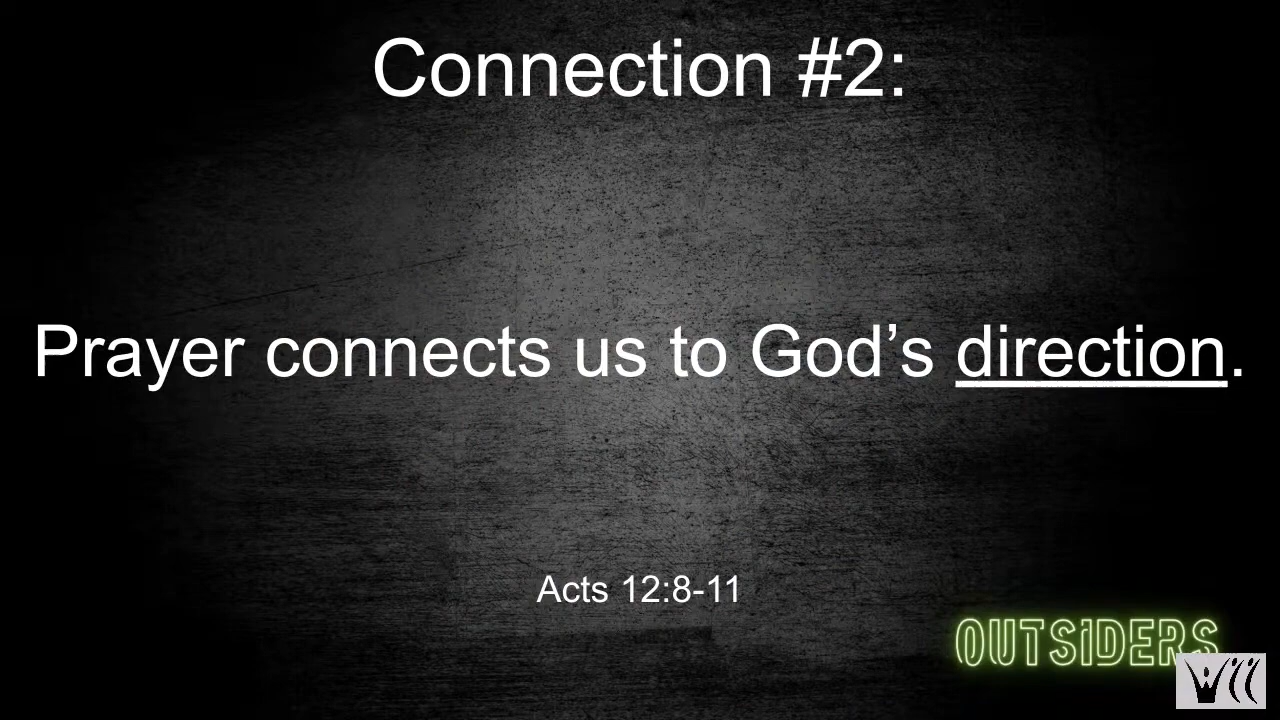 Connection #2:
Prayer connects us to God’s direction.
Acts 12:8-11
OUTSiDERS